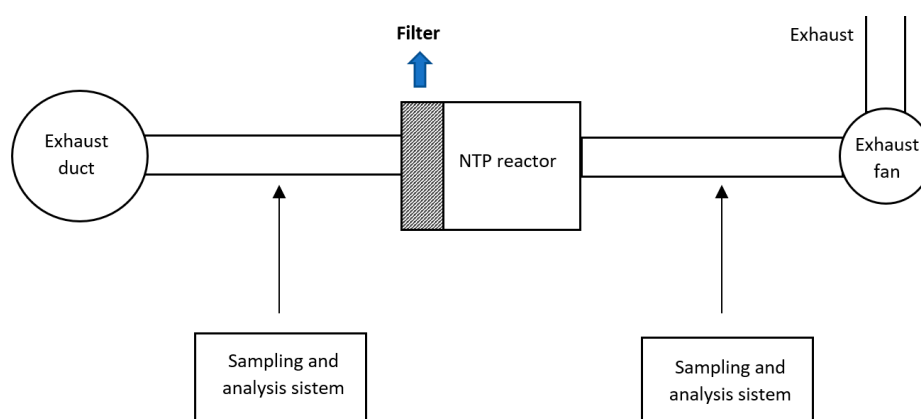 Filter
Exhaust
Exhaust
duct
NTP reactor
Exhaust
fan
Sampling and
analysis sistem
Sampling and
analysis sistem